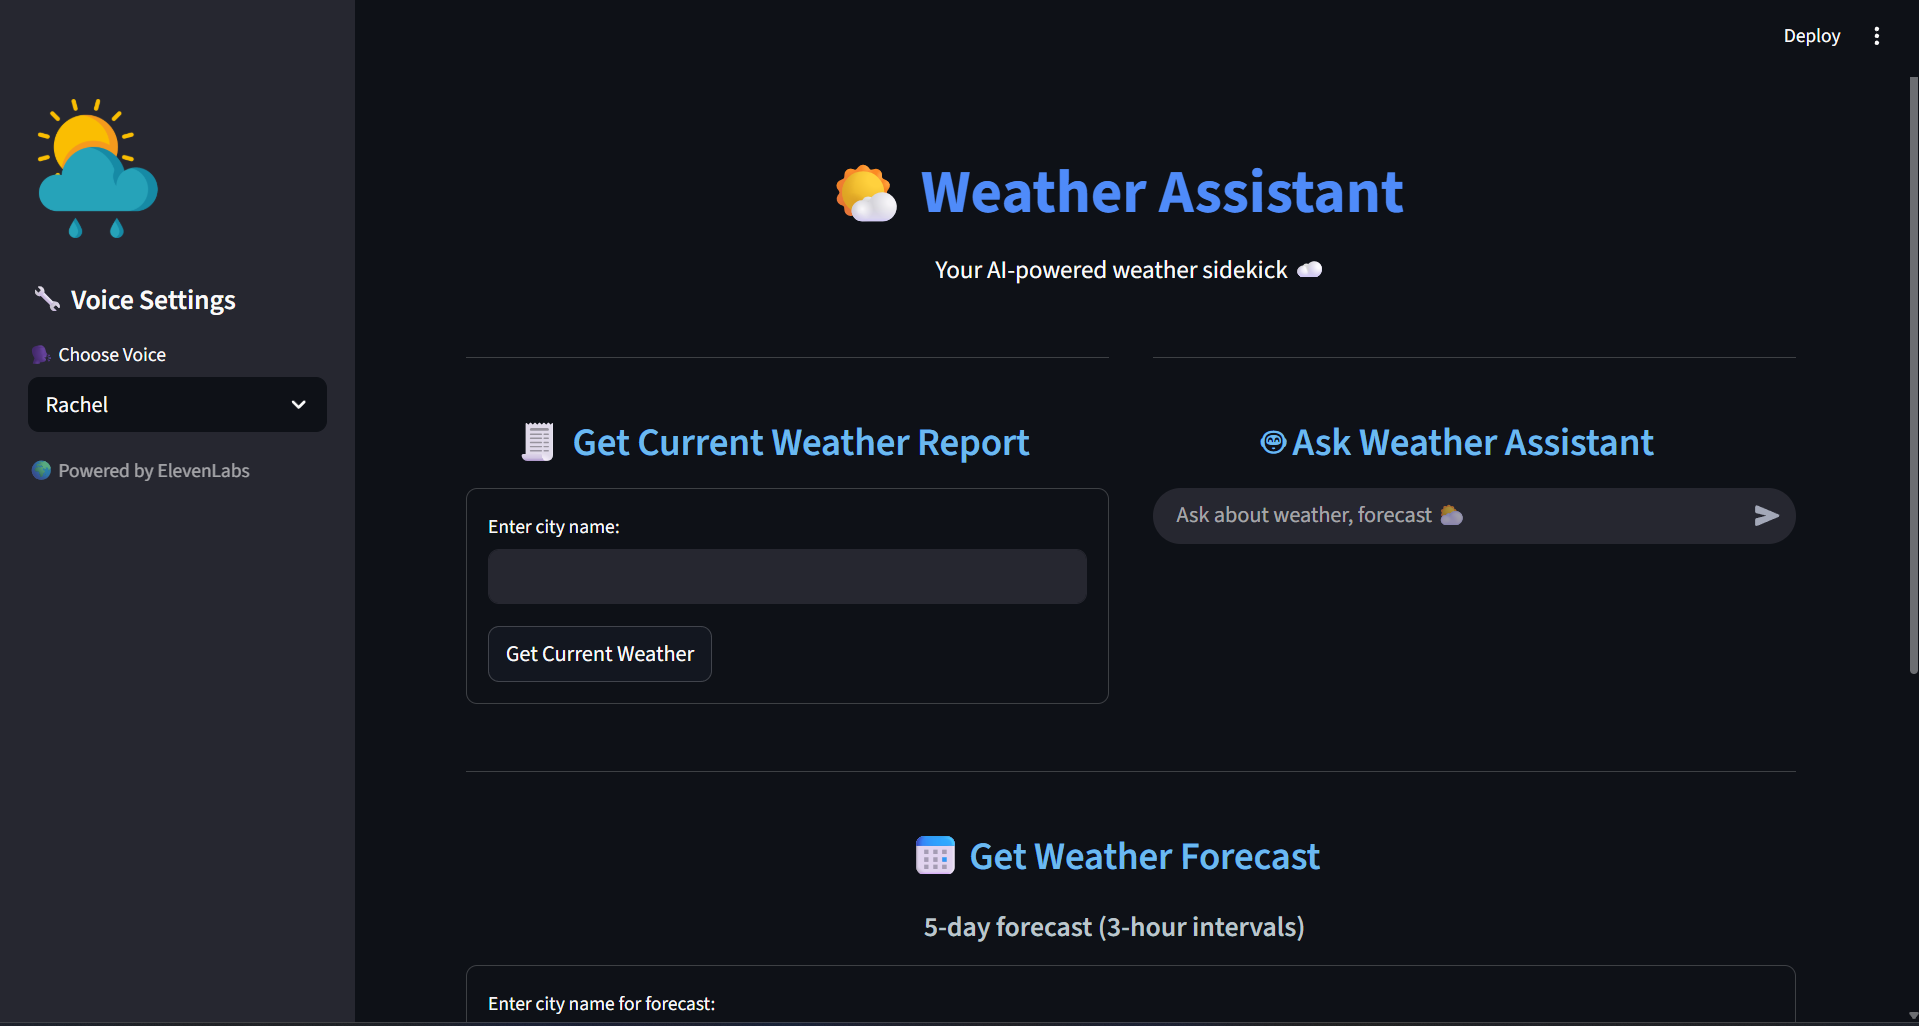 Deploy
Weather Assistant
Your AI-powered weather sidekick
Voice Settings
Choose Voice
Rachel
Powered by ElevenLabs
Get Current Weather Report
Enter city name:
Get Current Weather
Ask Weather Assistant
Ask about weather, forecast
Get Weather Forecast
5-day forecast (3-hour intervals)
Enter city name for forecast: